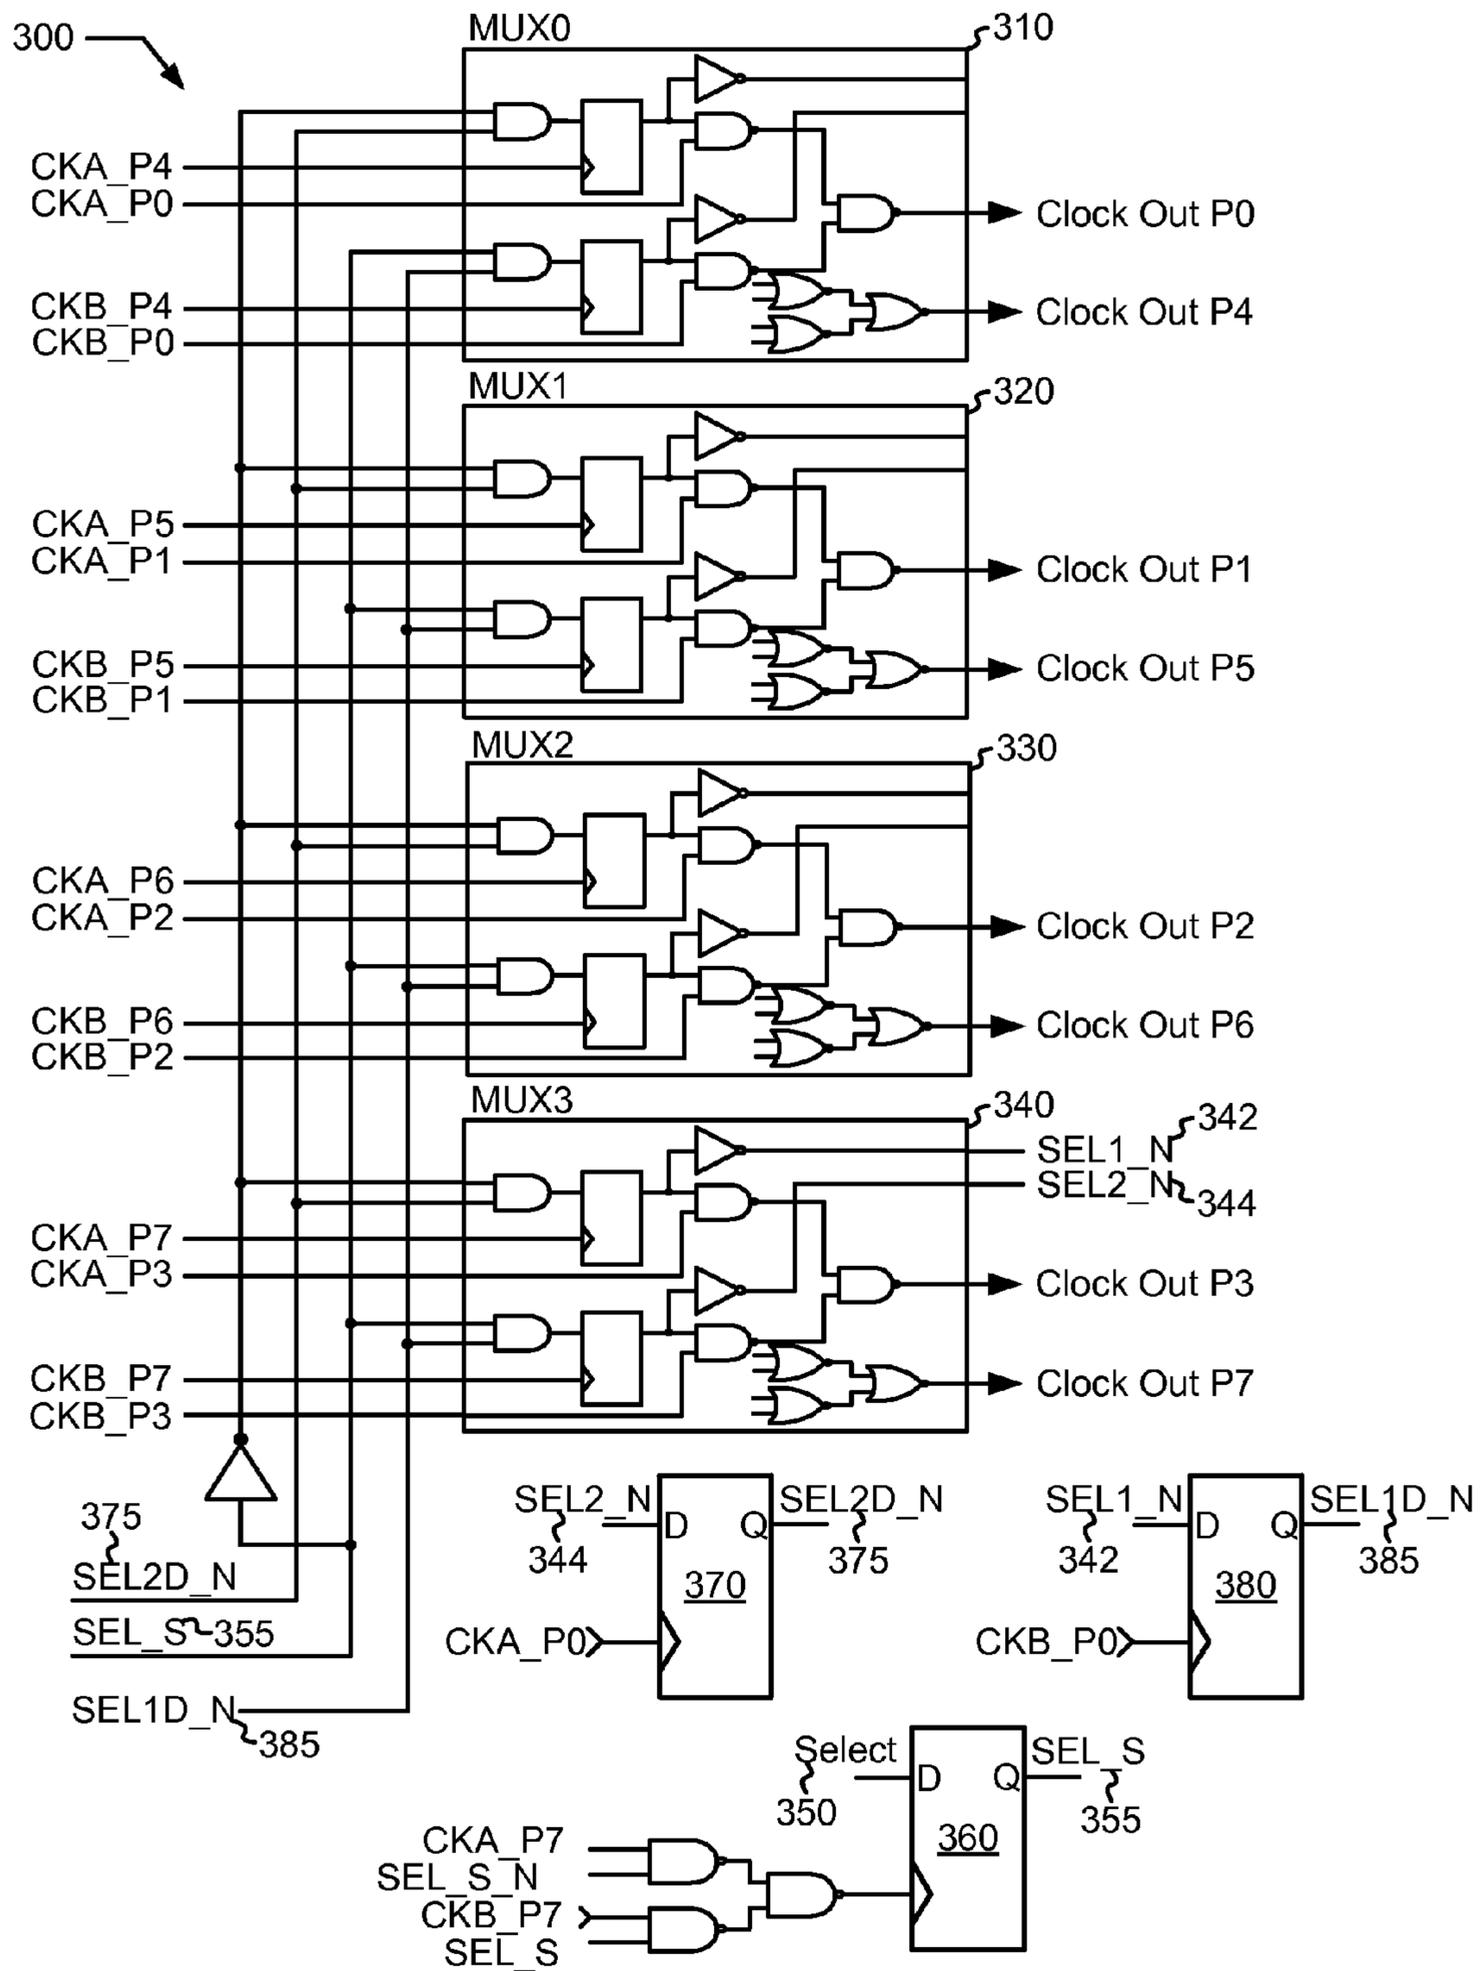 300
MUX0
310
CKA_P4
CKA_P0
Clock Out P0
CKB_P4
CKB_P0
Clock Out P4
MUX1
320
CKA_P5
CKA_P1
Clock Out P1
CKB_P5
CKB_P1
Clock Out P5
MUX2
330
CKA_P6
CKA_P2
Clock Out P2
CKB_P6
CKB_P2
Clock Out P6
MUX3
340
342
SEL1_N
SEL2_N
344
CKA_P7
CKA_P3
Clock Out P3
CKB_P7
CKB_P3
Clock Out P7
375
SEL2D_N
SEL_S 355
SEL1D_N
385
SEL2_N
344
D Q
SEL2D_N
375
370
CKA_P0
SEL1_N
342
D Q
SEL1D_N
385
380
CKB_P0
Select
350
D Q
SEL_S
355
360
CKA_P7
SEL_S_N
CKB_P7
SEL_S